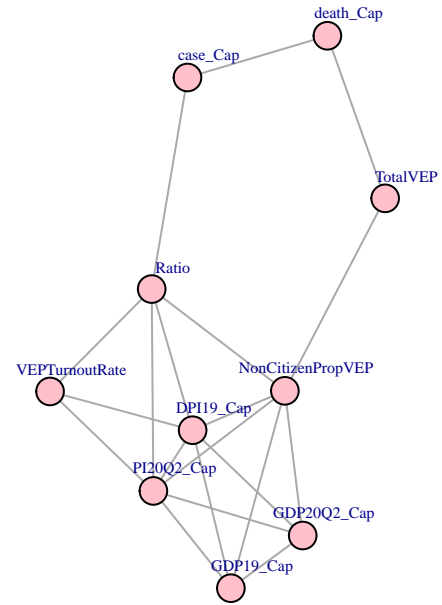 death_Cap
case_Cap
TotalVEP
Ratio
VEPTurnoutRate
NonCitizenPropVEP
DPI19_Cap
PI20Q2_Cap
GDP20Q2_Cap
GDP19_Cap